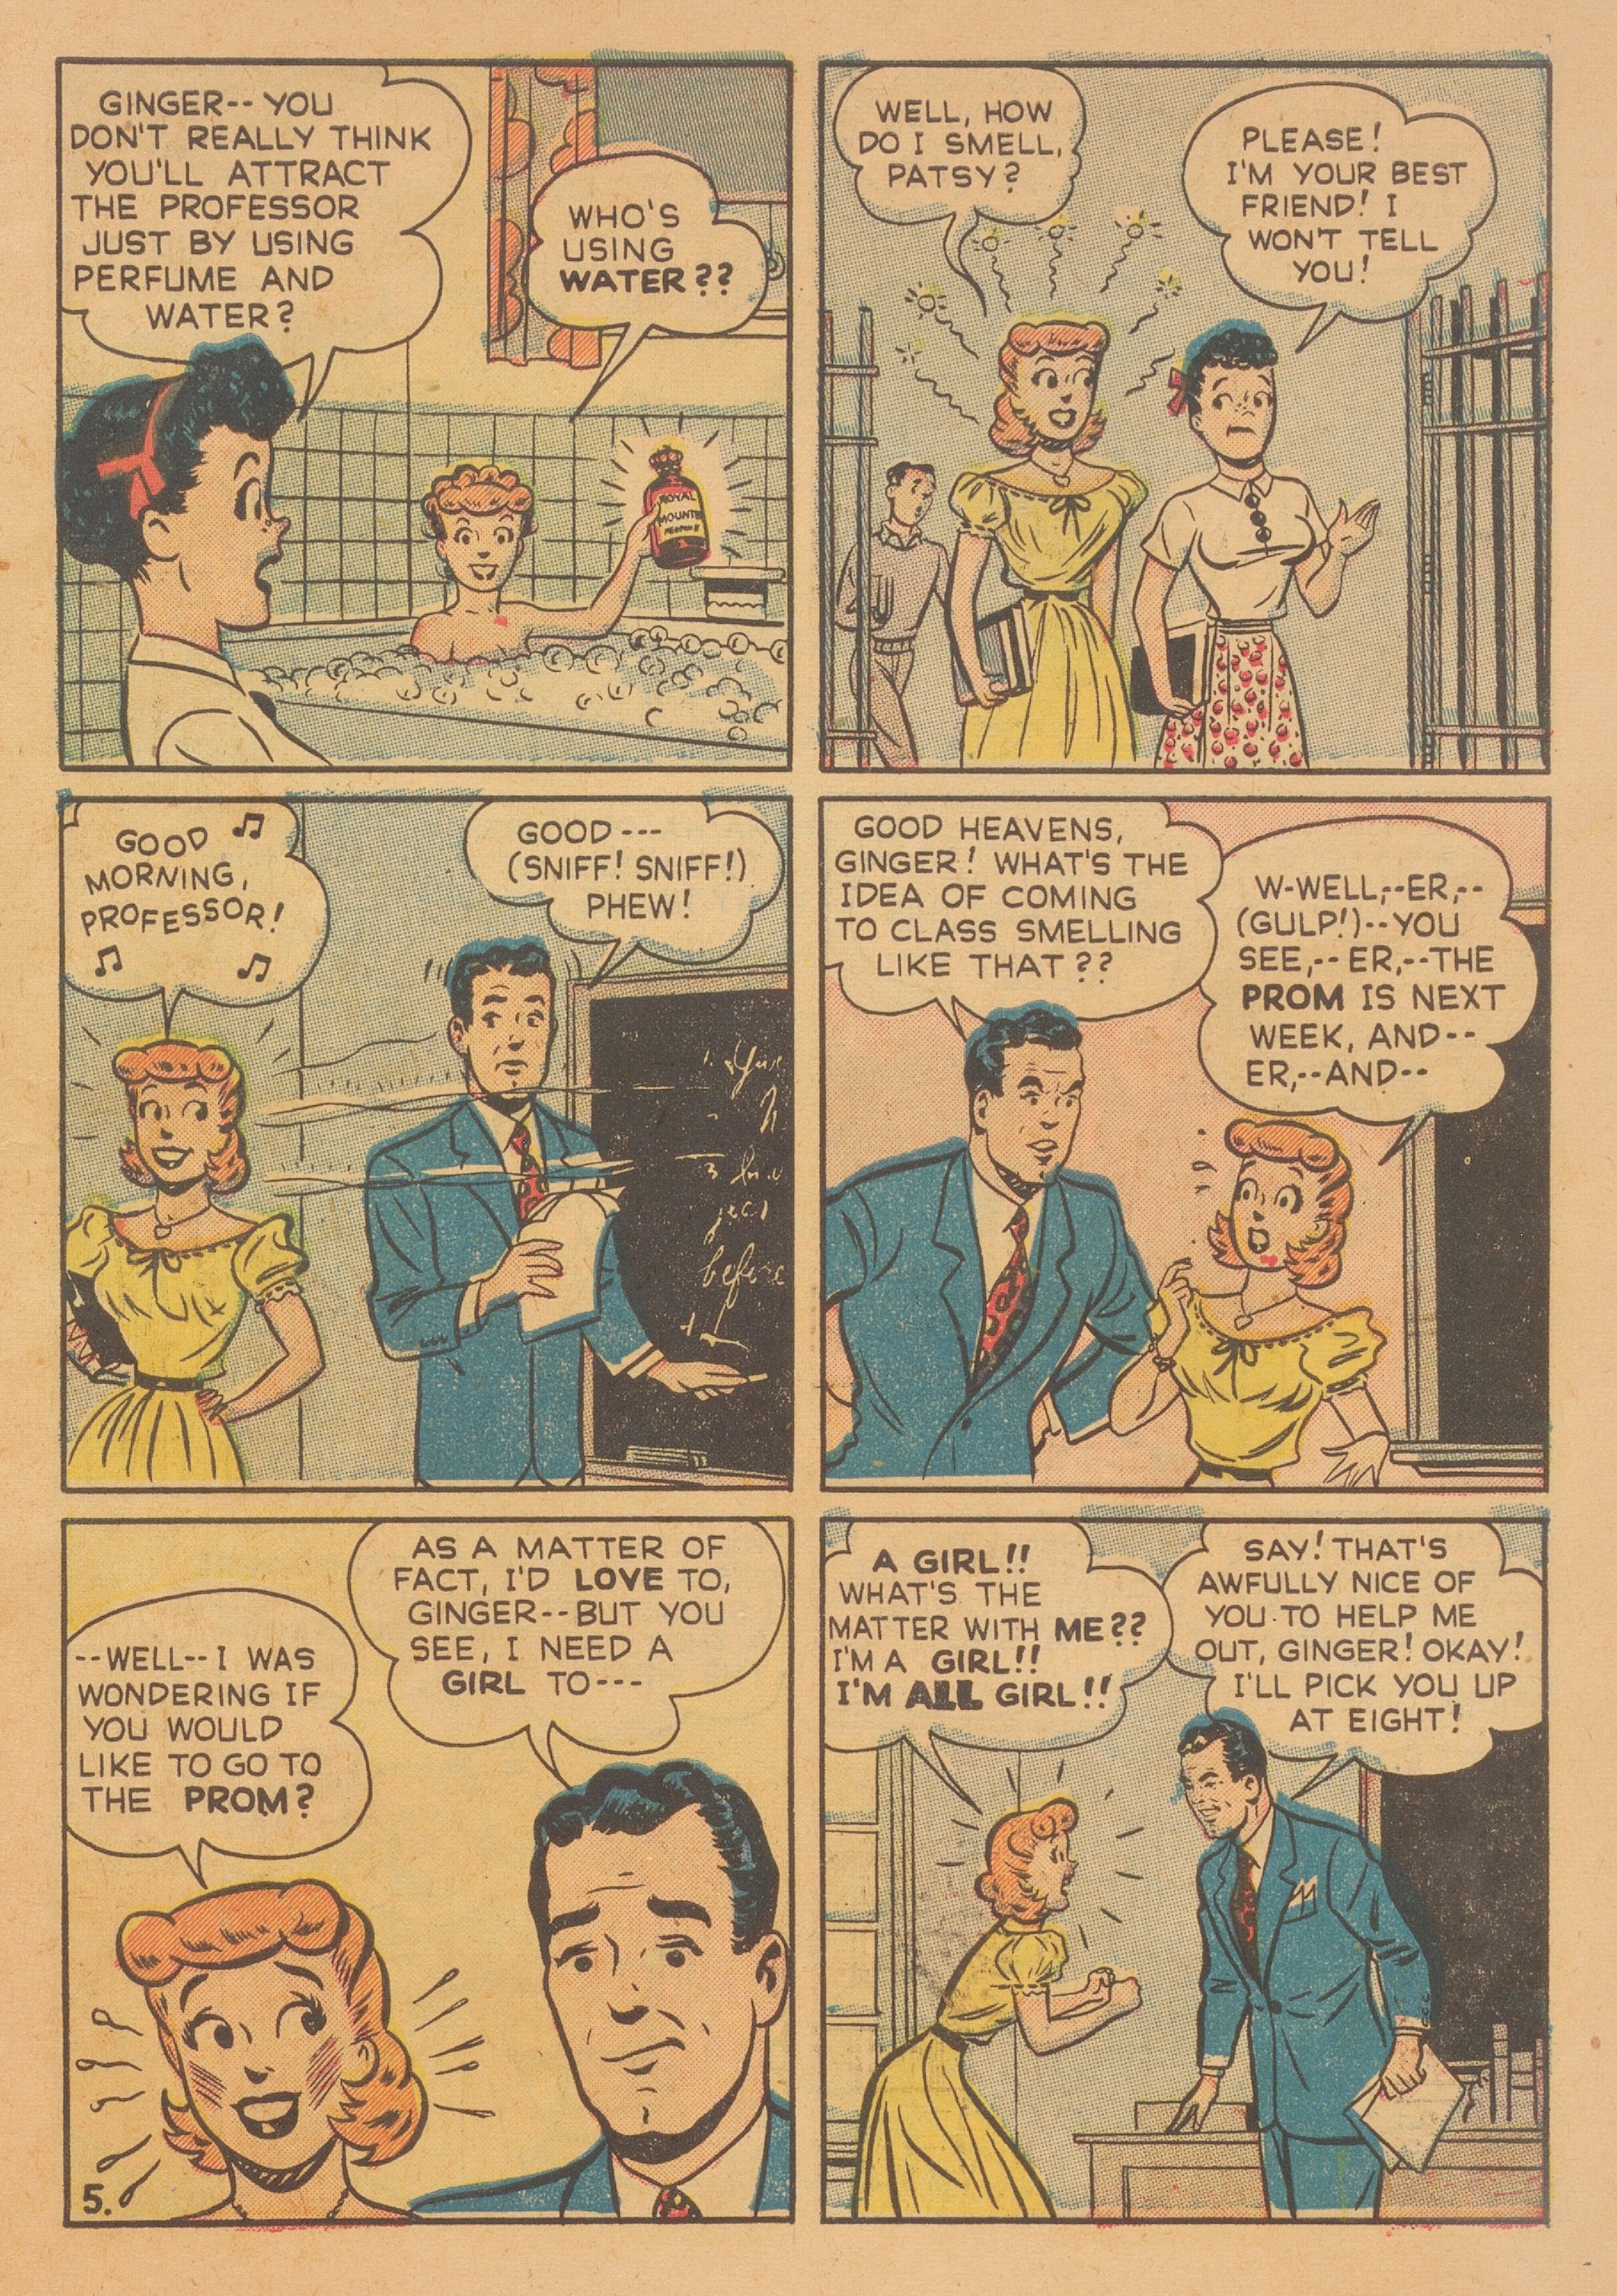 GINGER-- YOU
DON'T REALLY THINK
YOU'LL ATTRACT
THE PROFESSOR
JUST BY USING
PERFUME AND
WATER?
WHO'S
USING
WATER??
ROYAL
WELL, HOW
DO I SMELL,
PATSY?
PLEASE!
I'M YOUR BEST
FRIEND! I
WON'T TELL
YOU!
GOOD
MORNING,
PROFESSOR!
GOOD---
(SNIFF! SNIFF!)
PHEW!
before
GOOD HEAVENS,
GINGER! WHAT'S THE
IDEA OF COMING
TO CLASS SMELLING
LIKE THAT??
W-WELL,--ER,--
(GULP!)--YOU
SEE,-- ER,--THE
PROM IS NEXT
WEEK, AND--
ER,--AND--
--WELL--I WAS
WONDERING IF
YOU WOULD
LIKE TO GO TO
THE PROM?
AS A MATTER OF
FACT, I'D LOVE TO,
GINGER--BUT YOU
SEE, I NEED A
GIRL TO---
5.
A GIRL!!
WHAT'S THE
MATTER WITH ME??
I'M A GIRL!!
I'M ALL GIRL!!
SAY! THAT'S
AWFULLY NICE OF
YOU TO HELP ME
OUT, GINGER! OKAY!
I'LL PICK YOU UP
AT EIGHT!